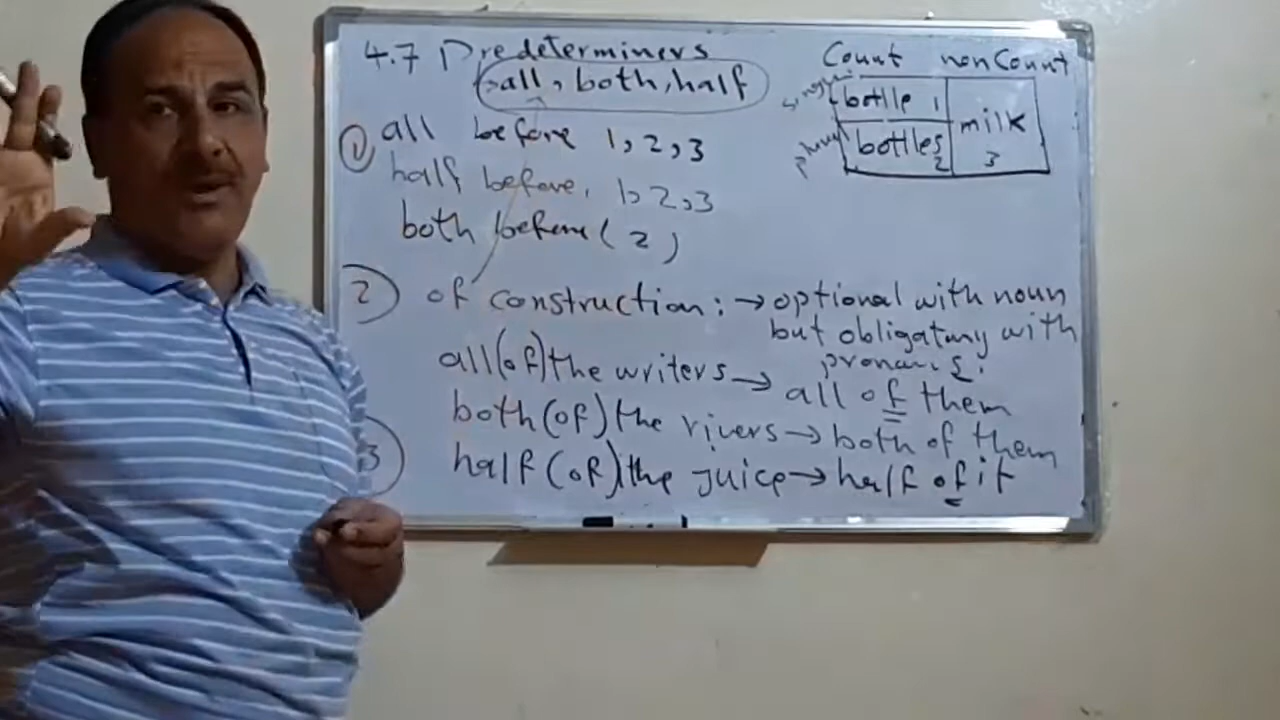 4.7 Predeterminers
all, both, half
① all before 1, 2, 3
half before, 1, 2, 3
both before ( 2 )
② of construction: → optional with noun
but obligatory with
pronouns.
all (of) the writers → all of them
both (of) the rivers → both of them
3 half (of) the juice → half of it
Count nonCount
bottle 1
bottles 2
milk
3
plural